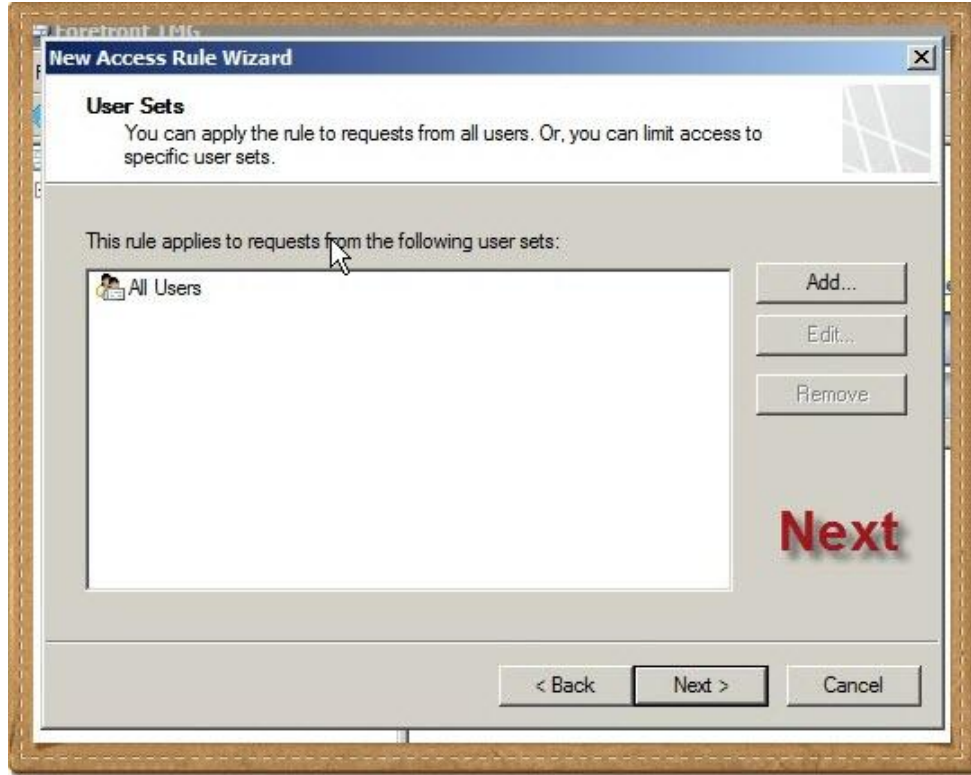 Forefront TMG
New Access Rule Wizard
User Sets
You can apply the rule to requests from all users. Or, you can limit access to
specific user sets.
This rule applies to requests from the following user sets:
All Users
Add...
Edit...
Remove
Next
< Back
Next >
Cancel